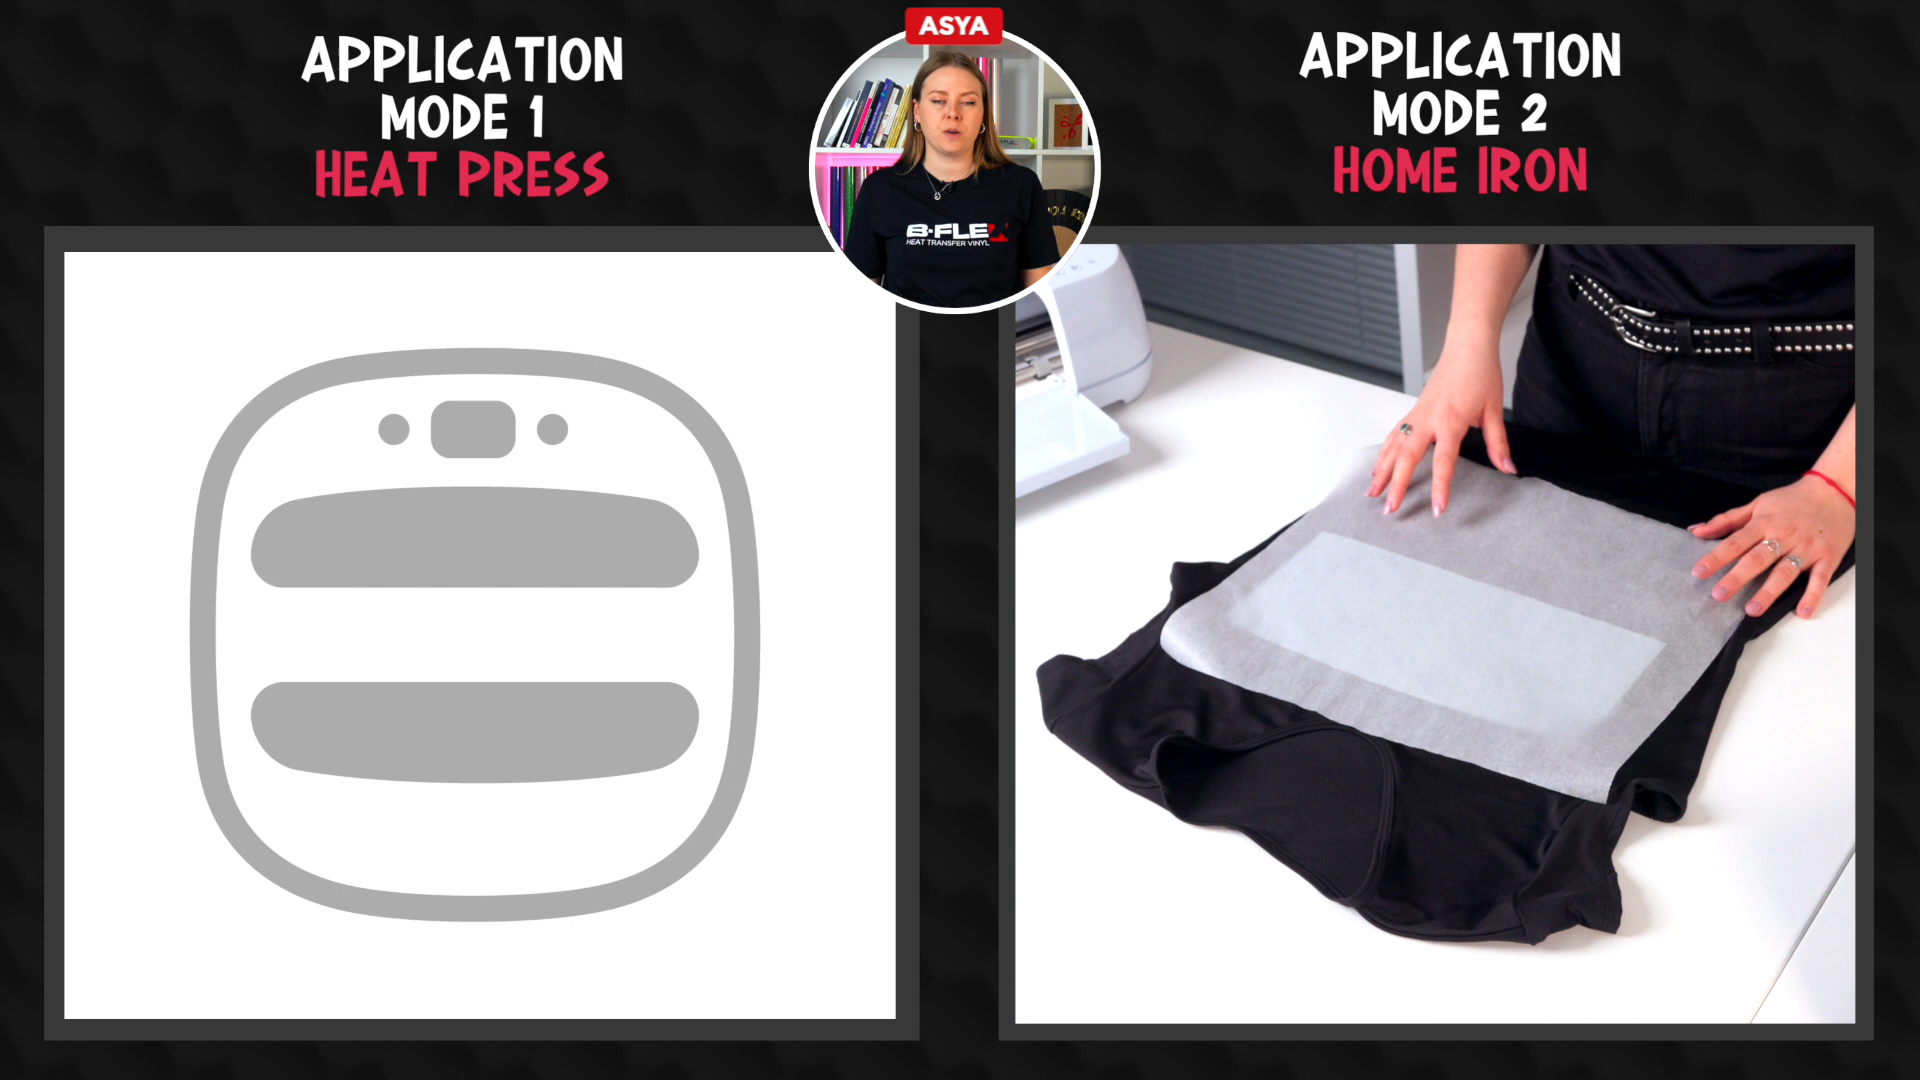 APPLICATION
MODE 1
HEAT PRESS
ASYA
B-FLEX
HEAT TRANSFER VINYL
APPLICATION
MODE 2
HOME IRON